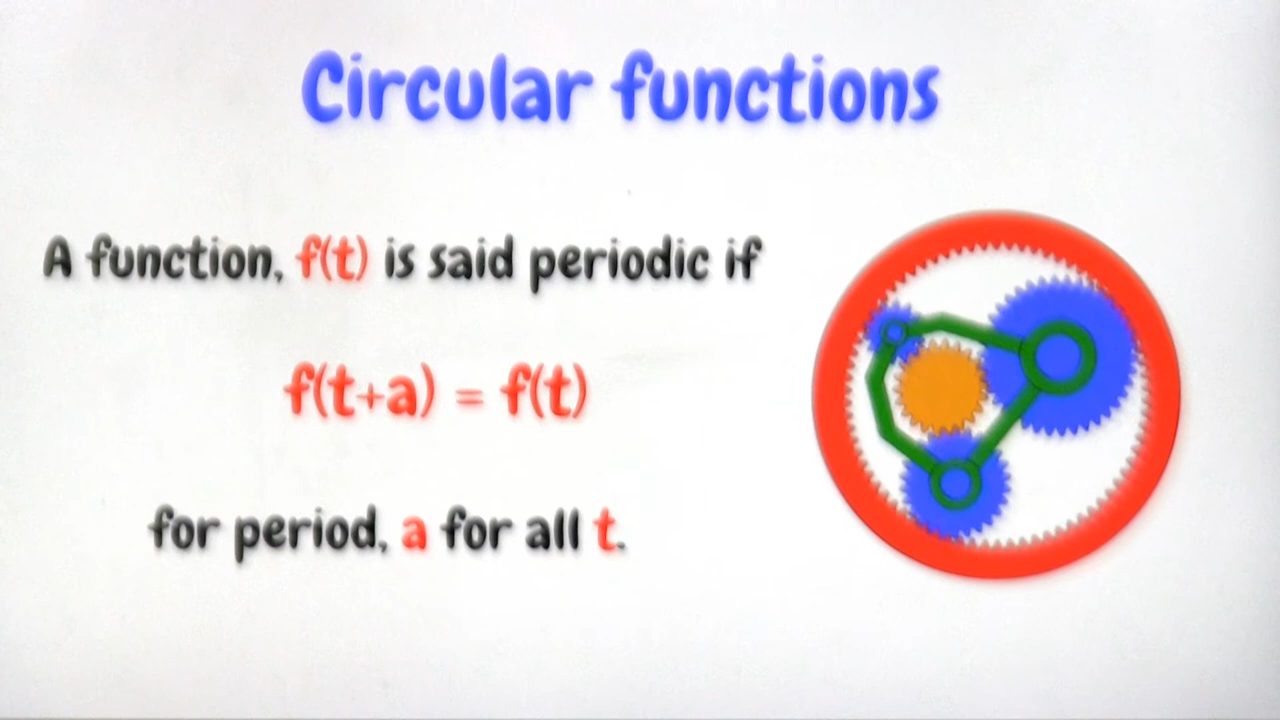 Circular functions
A function, f(t) is said periodic if
f(t+a) = f(t)
for period, a for all t.